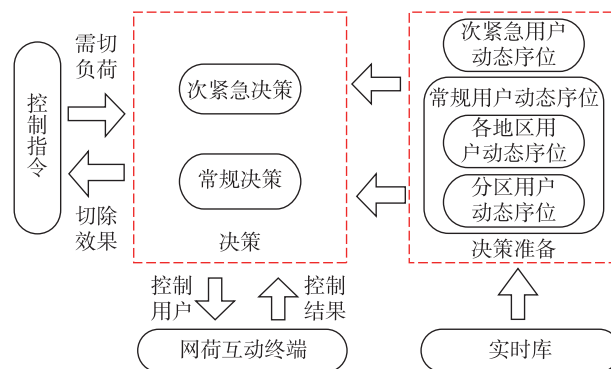 需切
负荷
控制指令
切除
效果
次紧急决策
常规决策
决策
次紧急用户
动态序位
常规用户动态序位
各地区用
户动态序位
分区用户
动态序位
决策准备
控制
用户
控制
结果
网荷互动终端
实时库